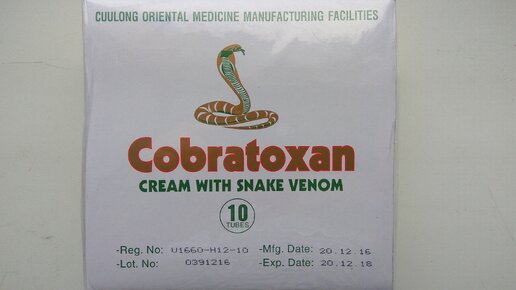 CUULONG ORIENTAL MEDICINE MANUFACTURING FACILITIES
Cobratoxan
CREAM WITH SNAKE VENOM
10
TUBES
-Reg. No: V1660-H12-10 -Mfg. Date: 20.12.16
-Lot. No: 0391216 -Exp. Date: 20.12.18